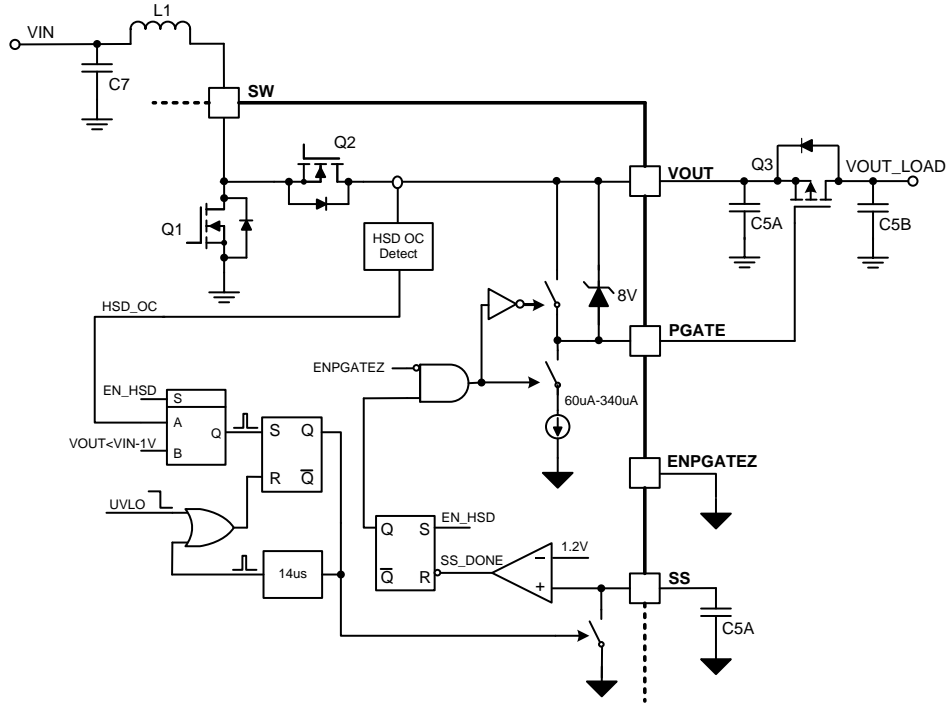 L1
VIN
C7
SW
Q2
Q3
VOUT
VOUT_LOAD
Q1
HSD OC
Detect
C5A
C5B
8V
HSD_OC
PGATE
ENPGATEZ
60uA-340uA
EN_HSD
S
A
Q
B
VOUT<VIN-1V
S
Q
R
Q
ENPGATEZ
UVLO
14us
Q
S
EN_HSD
Q
R
SS_DONE
1.2V
−
+
SS
C5A